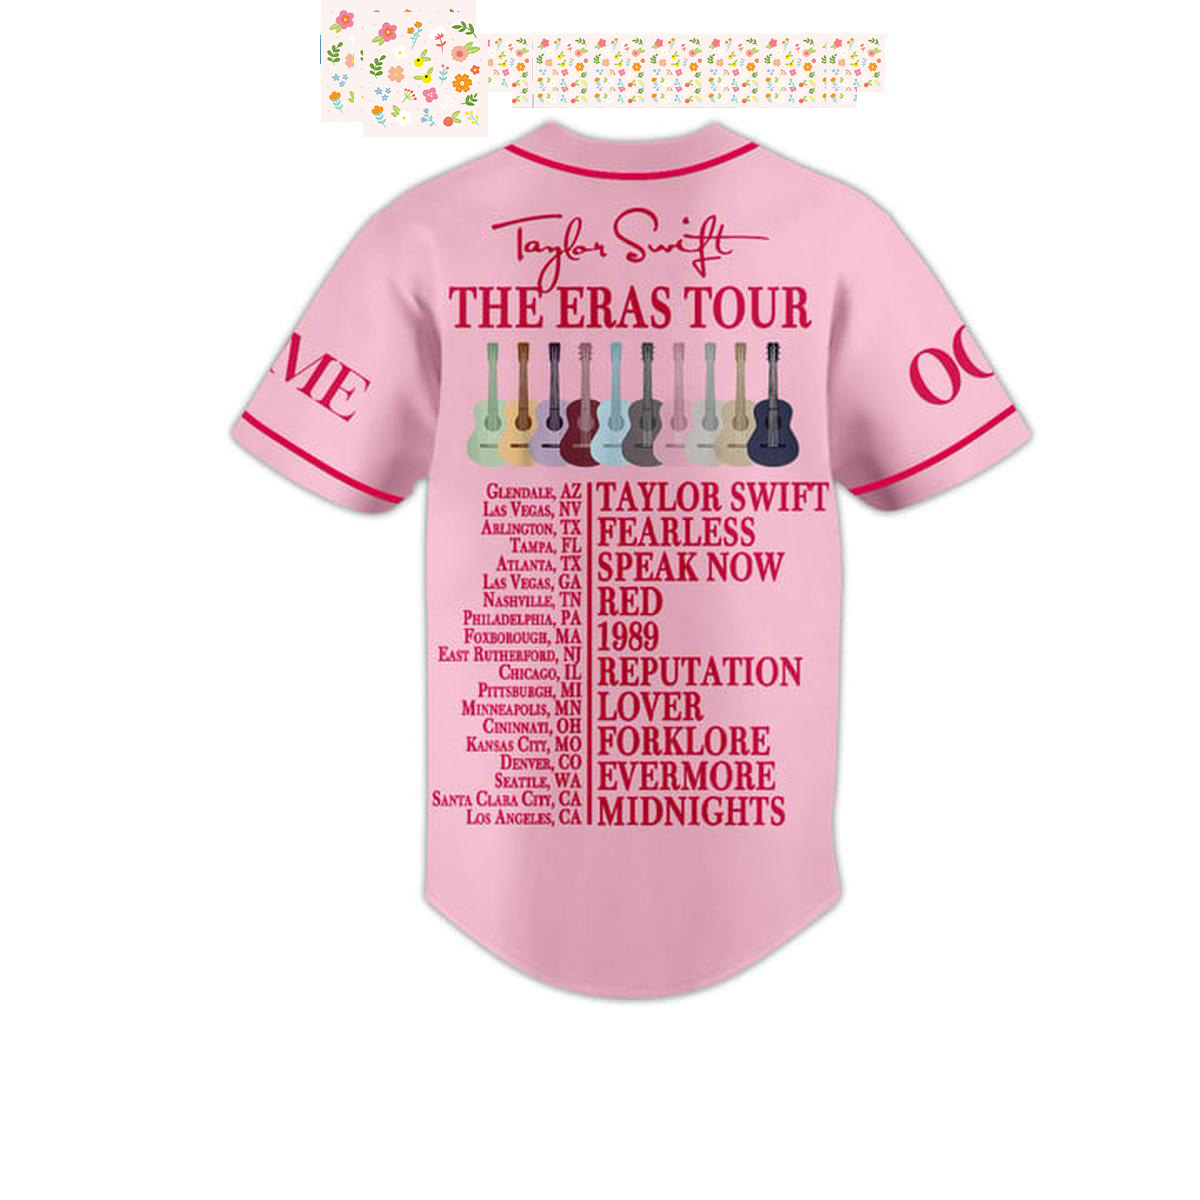 Taylor Swift
THE ERAS TOUR
ME
OO
GLENDALE, AZ
LAS VEGAS, NV
ARLINGTON, TX
TAMPA, FL
ATLANTA, TX
LAS VEGAS, GA
NASHVILLE, TN
PHILADELPHIA, PA
FOXBOROUGH, MA
EAST RUTHERFORD, NJ
CHICAGO, IL
PITTSBURGH, MI
MINNEAPOLIS, MN
CININNATI, OH
KANSAS CITY, MO
DENVER, CO
SEATTLE, WA
SANTA CLARA CITY, CA
LOS ANGELES, CA
TAYLOR SWIFT
FEARLESS
SPEAK NOW
RED
1989
REPUTATION
LOVER
FORKLORE
EVERMORE
MIDNIGHTS